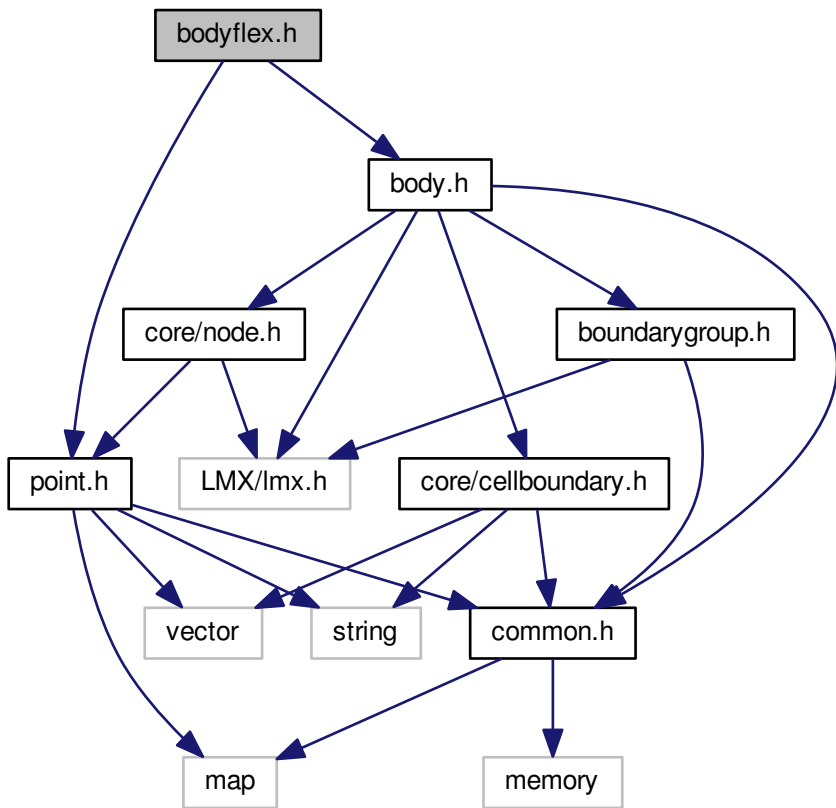 bodyflex.h
body.h
core/node.h
boundarygroup.h
point.h
LMX/lmx.h
core/cellboundary.h
vector
string
common.h
map
memory